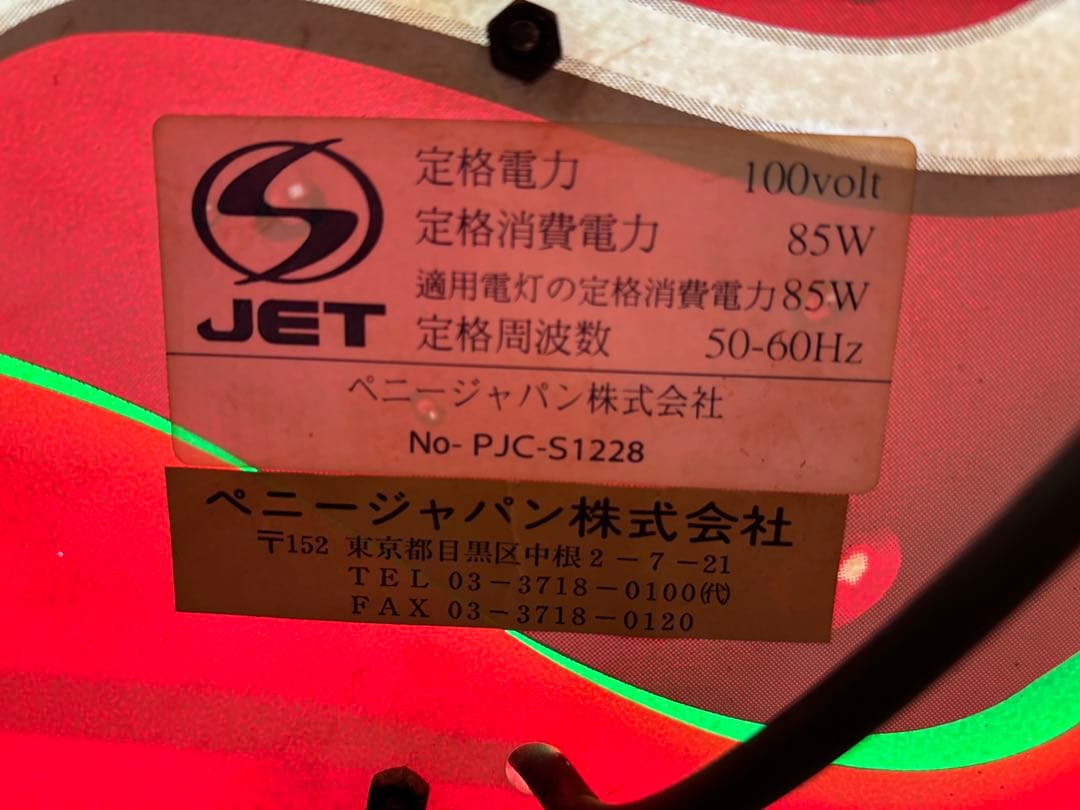 JET
定格電力 100volt
定格消費電力 85W
適用電灯の定格消費電力 85W
定格周波数 50-60Hz
ペニージャパン株式会社
No- PJC-S1228
ペニージャパン株式会社
〒152 東京都目黒区中根2-7-21
TEL 03-3718-0100㈹
FAX 03-3718-0120